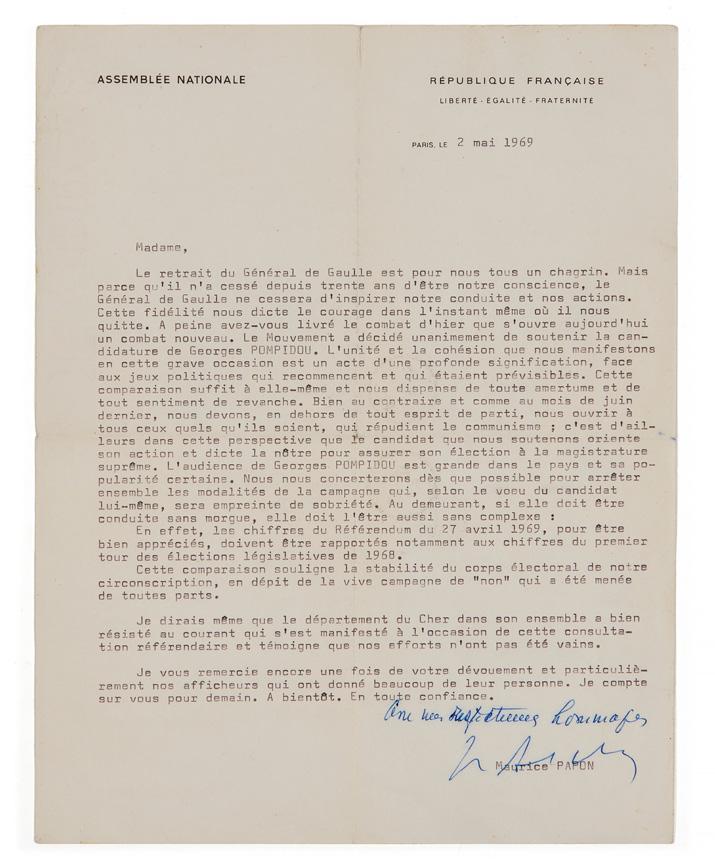 ASSEMBLÉE NATIONALE
RÉPUBLIQUE FRANÇAISE
LIBERTÉ - ÉGALITÉ - FRATERNITÉ
PARIS, LE 2 mai 1969
Madame,
Le retrait du Général de Gaulle est pour nous tous un chagrin. Mais
parce qu'il n'a cessé depuis trente ans d'être notre conscience, le
Général de Gaulle ne cessera d'inspirer notre conduite et nos actions.
Cette fidélité nous dicte le courage dans l'instant même où il nous
quitte. A peine avez-vous livré le combat d'hier que s'ouvre aujourd'hui
un combat nouveau. Le Mouvement a décidé unanimement de soutenir la can-
didature de Georges POMPIDOU. L'unité et la cohésion que nous manifestons
en cette grave occasion est un acte d'une profonde signification, face
aux jeux politiques qui recommencent et qui étaient prévisibles. Cette
comparaison suffit à elle-même et nous dispense de toute amertume et de
tout sentiment de revanche. Bien au contraire et comme au mois de juin
dernier, nous devons, en dehors de tout esprit de parti, nous ouvrir à
tous ceux quels qu'ils soient, qui répudient le communisme ; c'est d'ail-
leurs dans cette perspective que le candidat que nous soutenons oriente
son action et dicte la nôtre pour assurer son élection à la magistrature
suprême. L'audience de Georges POMPIDOU est grande dans le pays et sa po-
pularité certaine. Nous nous concerterons dès que possible pour arrêter
ensemble les modalités de la campagne qui, selon le voeu du candidat
lui-même, sera empreinte de sobriété. Au demeurant, si elle doit être
conduite sans morgue, elle doit l'être aussi sans complexe :
En effet, les chiffres du Référendum du 27 avril 1969, pour être
bien appréciés, doivent être rapportés notamment aux chiffres du premier
tour des élections législatives de 1968.
Cette comparaison souligne la stabilité du corps électoral de notre
circonscription, en dépit de la vive campagne de "non" qui a été menée
de toutes parts.
Je dirais même que le département du Cher dans son ensemble a bien
résisté au courant qui s'est manifesté à l'occasion de cette consulta-
tion référendaire et témoigne que nos efforts n'ont pas été vains.
Je vous remercie encore une fois de votre dévouement et particuliè-
rement nos afficheurs qui ont donné beaucoup de leur personne. Je compte
sur vous pour demain. A bientôt. En toute confiance.
avec mes respectueux hommages
Maurice PAPON